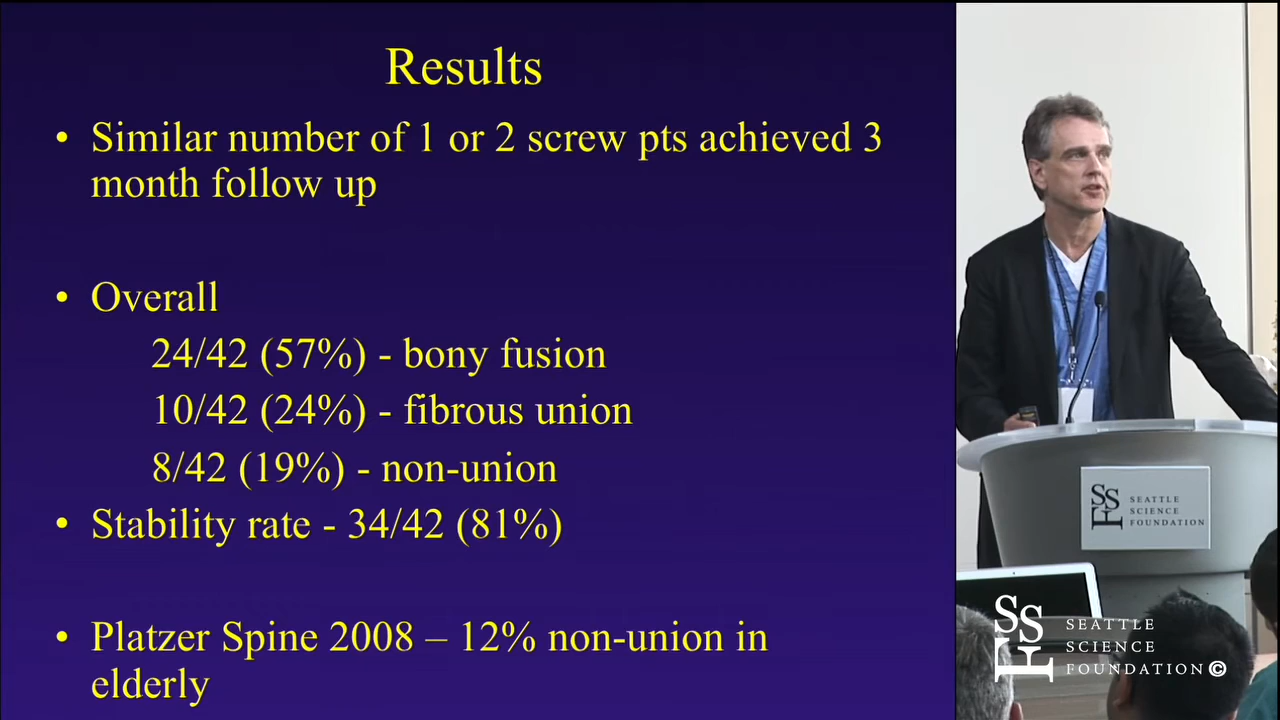 Results
• Similar number of 1 or 2 screw pts achieved 3
month follow up
• Overall
24/42 (57%) - bony fusion
10/42 (24%) - fibrous union
8/42 (19%) - non-union
• Stability rate - 34/42 (81%)
• Platzer Spine 2008 – 12% non-union in
elderly
SSF
SEATTLE
SCIENCE
FOUNDATION
SSF
SEATTLE
SCIENCE
FOUNDATION©